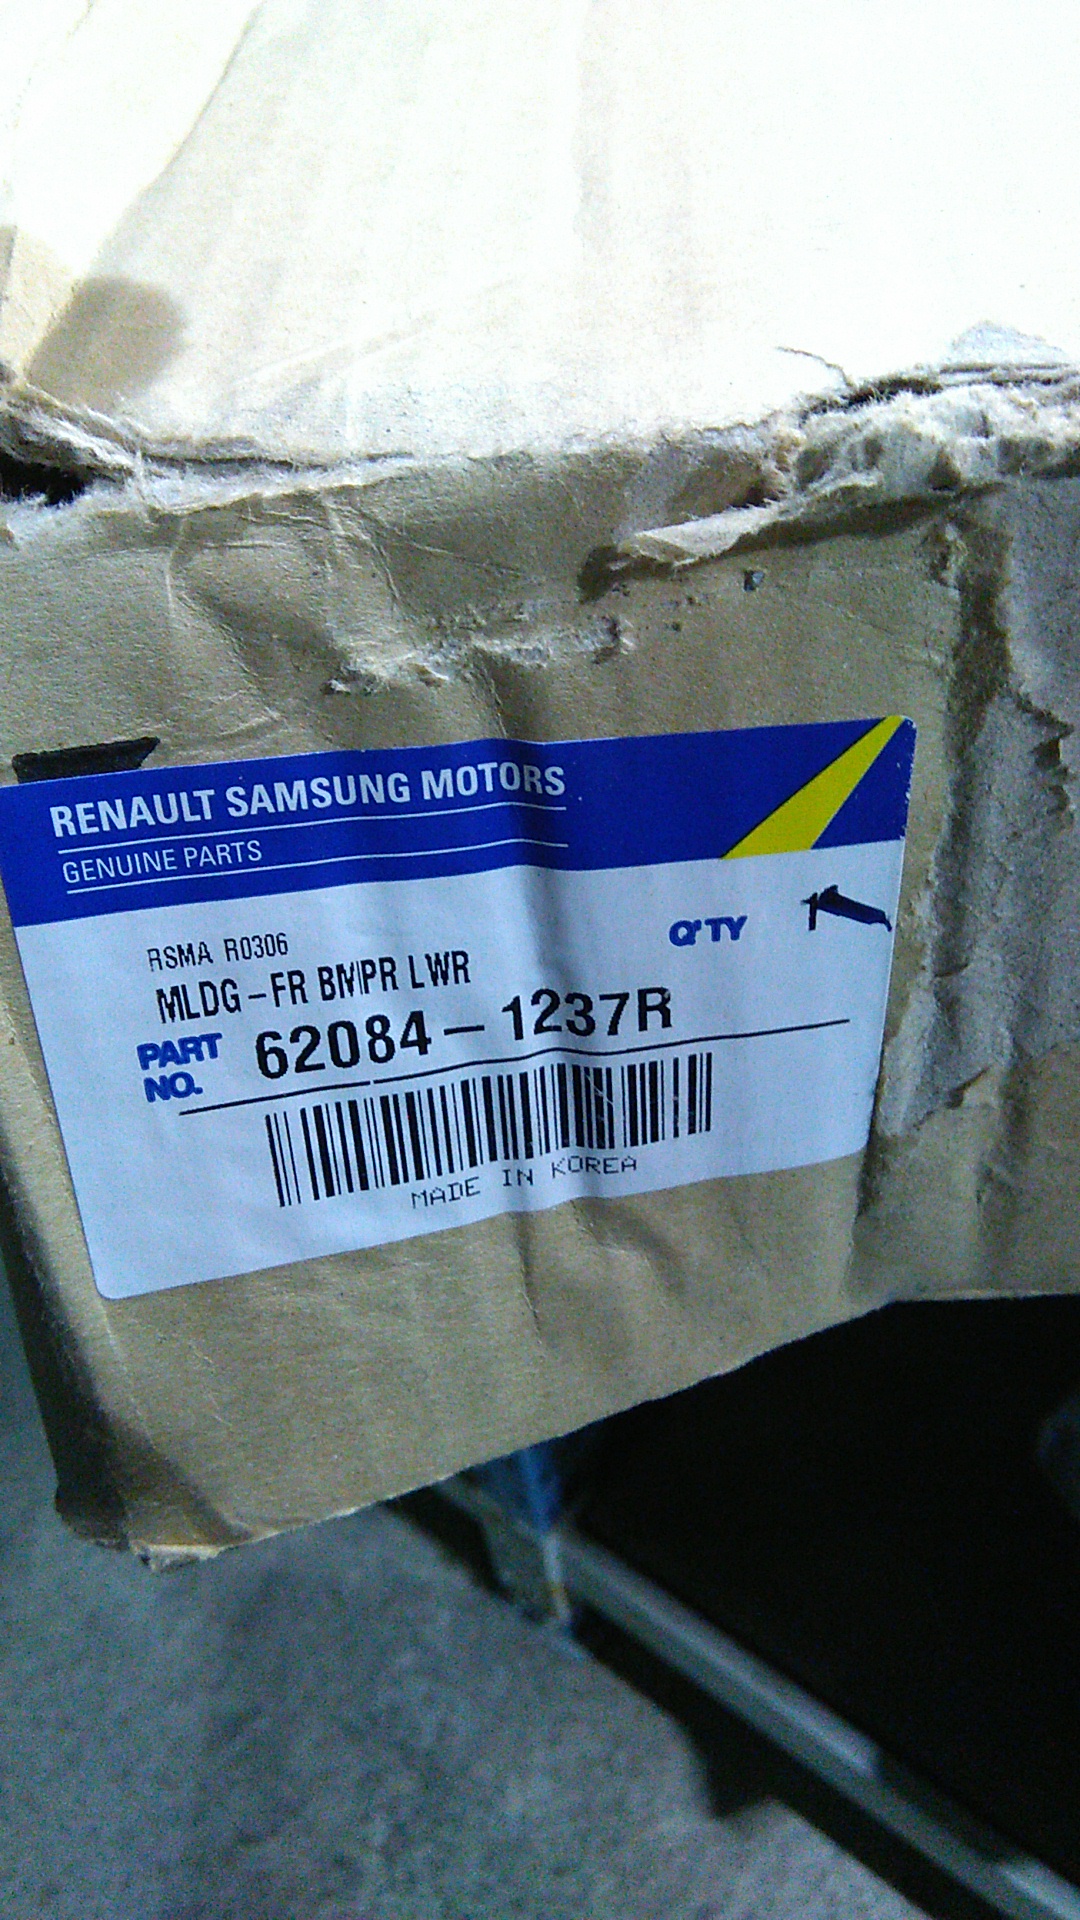 RENAULT SAMSUNG MOTORS
GENUINE PARTS
RSMA R0306
Q'TY 1
MLDG-FR BMPR LWR
PART NO. 62084-1237R
MADE IN KOREA